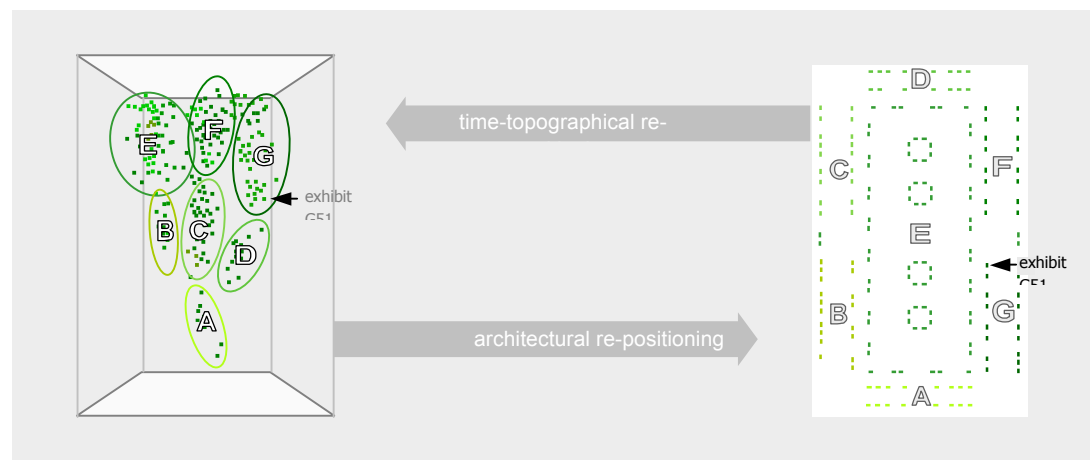 E
F
G
B
C
D
A
exhibit
time-topographical re-
architectural re-positioning
D
C
F
E
exhibit
B
G
A